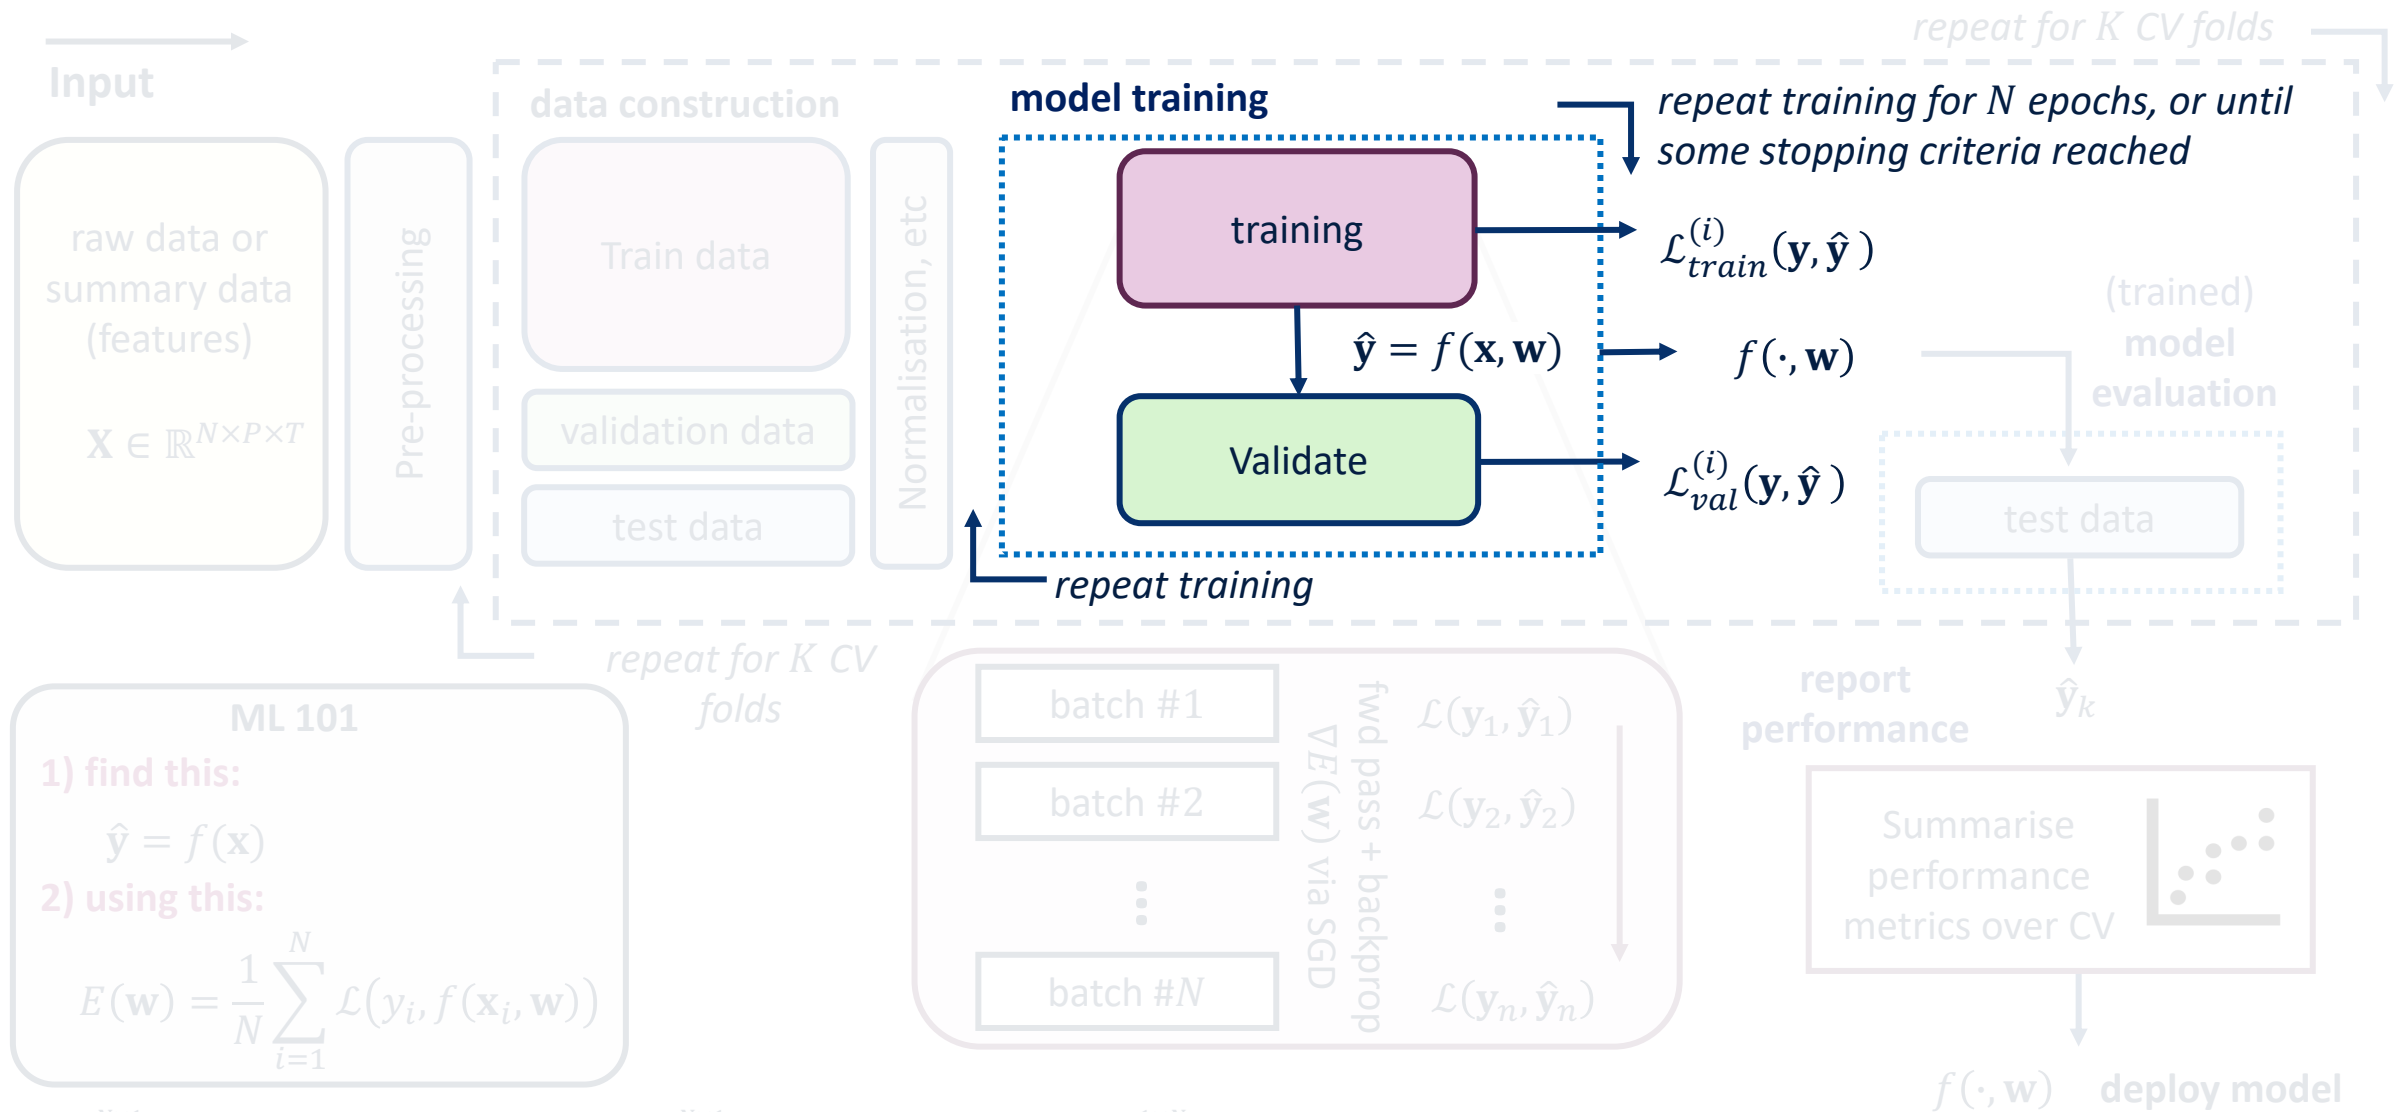 repeat for K CV folds
Input
data construction
model training
repeat training for N epochs, or until
some stopping criteria reached
raw data or
summary data
(features)
X ∈ ℝ^{N×P×T}
Pre-processing
Train data
validation data
test data
Normalisation, etc
training
ŷ = f(x, w)
Validate
repeat training
ℒ_{train}^{(i)}(y, ŷ )
f(·, w)
ℒ_{val}^{(i)}(y, ŷ )
(trained)
model
evaluation
test data
ŷ_k
repeat for K CV
folds
ML 101
1) find this:
ŷ = f(x)
2) using this:
E(w) = \frac{1}{N} \sum_{i=1}^{N} ℒ(y_i, f(x_i, w))
batch #1
batch #2
⋮
batch #N
fwd pass + backprop
∇E(w) via SGD
ℒ(y_1, ŷ_1)
ℒ(y_2, ŷ_2)
⋮
ℒ(y_n, ŷ_n)
report
performance
Summarise
performance
metrics over CV
f(·, w) deploy model